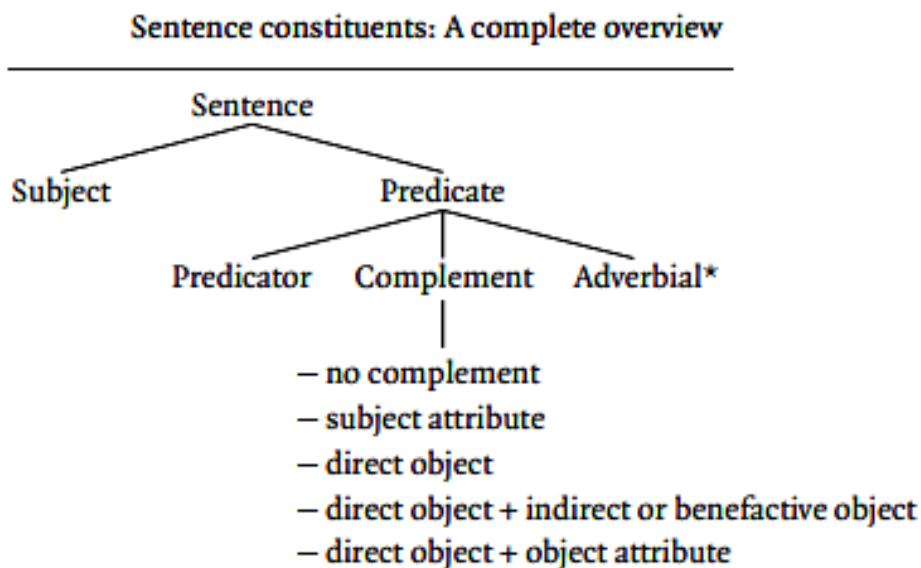 Sentence constituents: A complete overview
Sentence
Subject Predicate
Predicator Complement Adverbial*
– no complement
– subject attribute
– direct object
– direct object + indirect or benefactive object
– direct object + object attribute